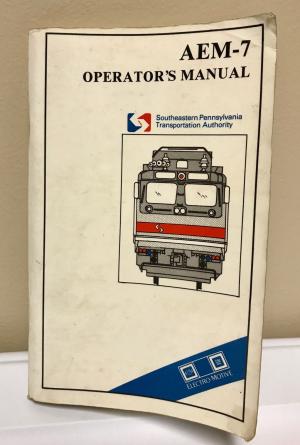 AEM-7
OPERATOR'S MANUAL
Southeastern Pennsylvania
Transportation Authority
ELECTRO MOTIVE